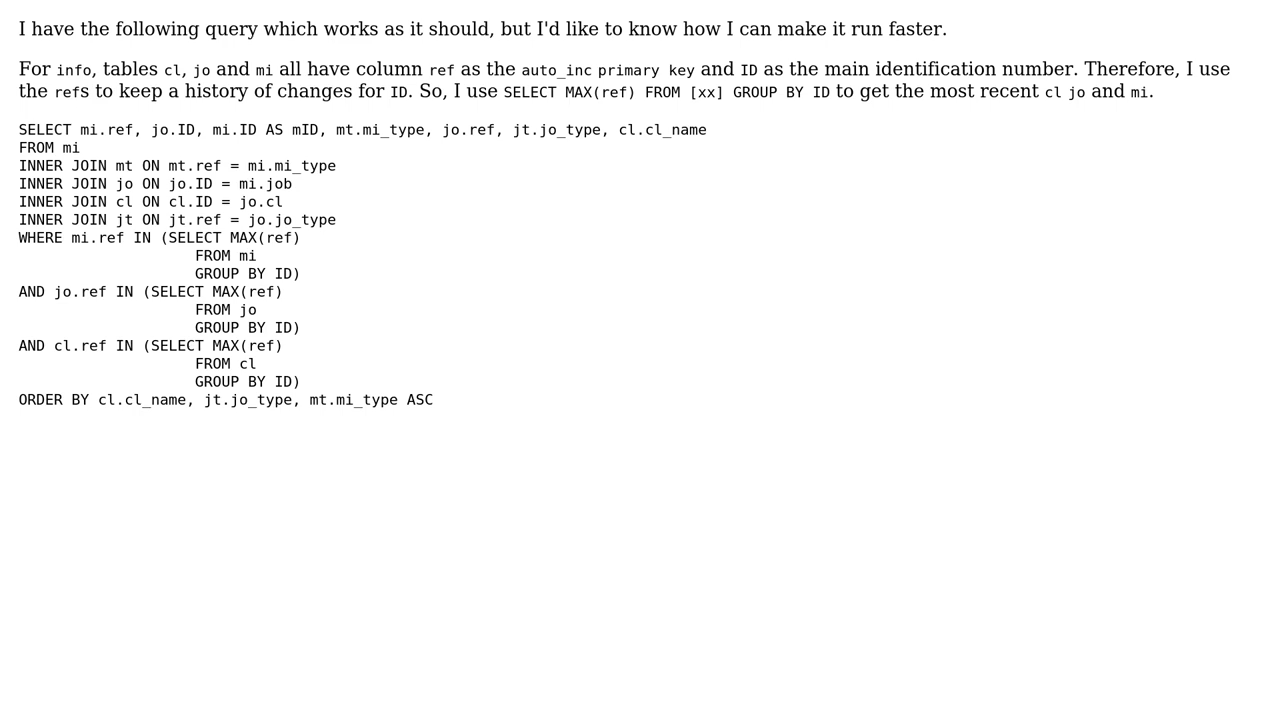 I have the following query which works as it should, but I'd like to know how I can make it run faster.
For info, tables cl, jo and mi all have column ref as the auto_inc primary key and ID as the main identification number. Therefore, I use
the refs to keep a history of changes for ID. So, I use SELECT MAX(ref) FROM [xx] GROUP BY ID to get the most recent cl jo and mi.
SELECT mi.ref, jo.ID, mi.ID AS mID, mt.mi_type, jo.ref, jt.jo_type, cl.cl_name
FROM mi
INNER JOIN mt ON mt.ref = mi.mi_type
INNER JOIN jo ON jo.ID = mi.job
INNER JOIN cl ON cl.ID = jo.cl
INNER JOIN jt ON jt.ref = jo.jo_type
WHERE mi.ref IN (SELECT MAX(ref)
                    FROM mi
                    GROUP BY ID)
AND jo.ref IN (SELECT MAX(ref)
                    FROM jo
                    GROUP BY ID)
AND cl.ref IN (SELECT MAX(ref)
                    FROM cl
                    GROUP BY ID)
ORDER BY cl.cl_name, jt.jo_type, mt.mi_type ASC